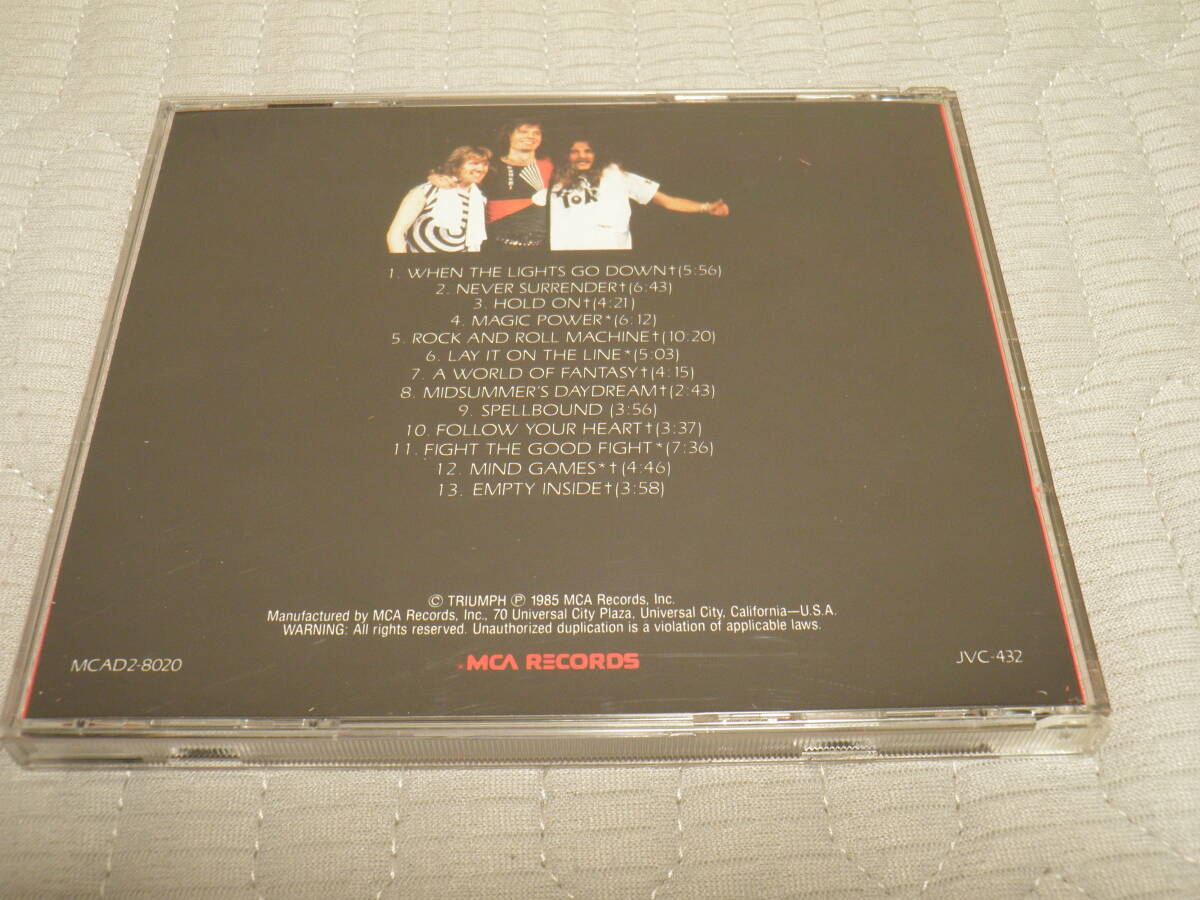 1. WHEN THE LIGHTS GO DOWN†(5:56)
2. NEVER SURRENDER†(6:43)
3. HOLD ON†(4:21)
4. MAGIC POWER*(6:12)
5. ROCK AND ROLL MACHINE†(10:20)
6. LAY IT ON THE LINE*(5:03)
7. A WORLD OF FANTASY†(4:15)
8. MIDSUMMER'S DAYDREAM†(2:43)
9. SPELLBOUND (3:56)
10. FOLLOW YOUR HEART†(3:37)
11. FIGHT THE GOOD FIGHT*(7:36)
12. MIND GAMES*†(4:46)
13. EMPTY INSIDE†(3:58)
© TRIUMPH ℗ 1985 MCA Records, Inc.
Manufactured by MCA Records, Inc., 70 Universal City Plaza, Universal City, California—U.S.A.
WARNING: All rights reserved. Unauthorized duplication is a violation of applicable laws.
MCAD2-8020
MCA RECORDS
JVC-432